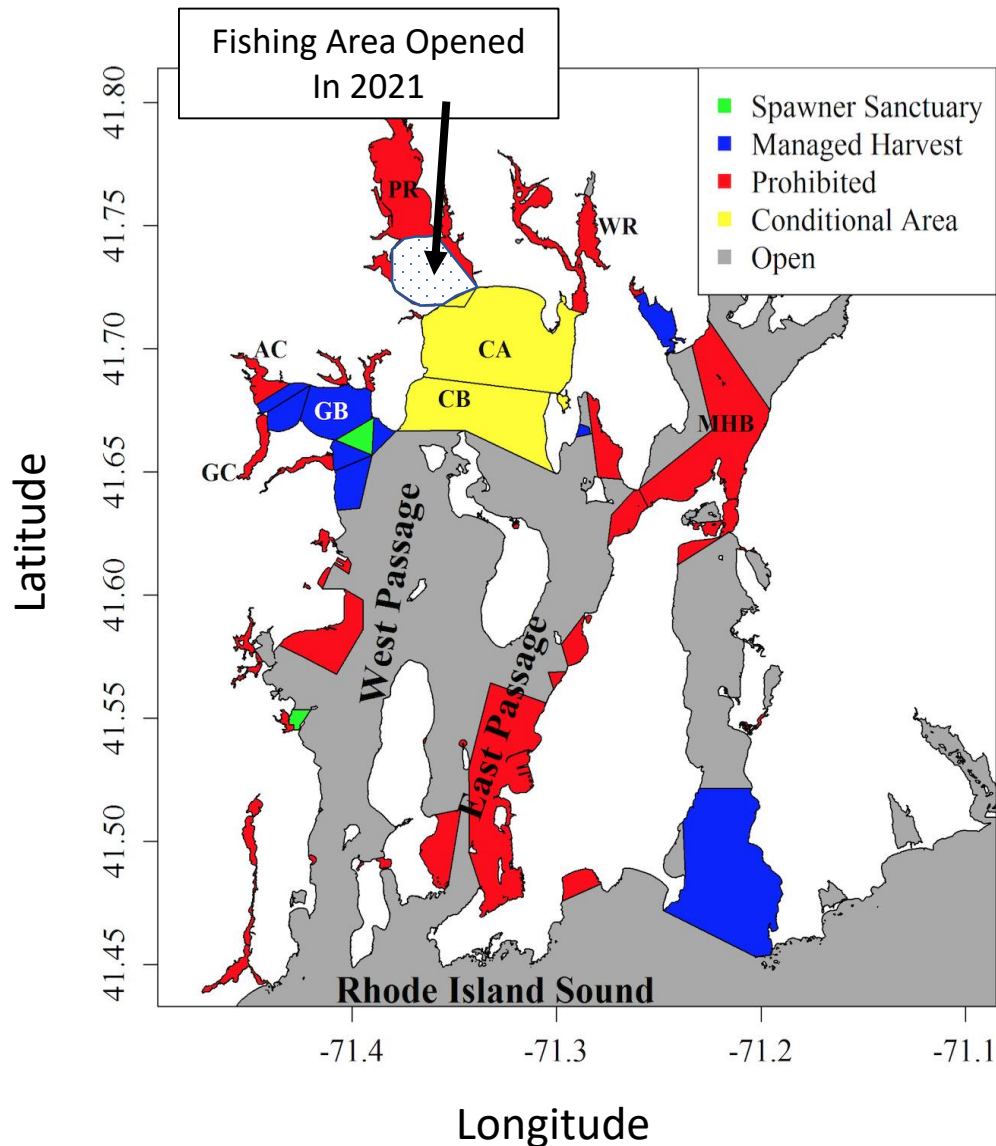 Fishing Area Opened
In 2021
Spawner Sanctuary
Managed Harvest
Prohibited
Conditional Area
Open
PR
WR
CA
AC
CB
GB
MHB
GC
West Passage
East Passage
Rhode Island Sound
41.80
41.75
41.70
41.65
41.60
41.55
41.50
41.45
Latitude
-71.4
-71.3
-71.2
-71.1
Longitude